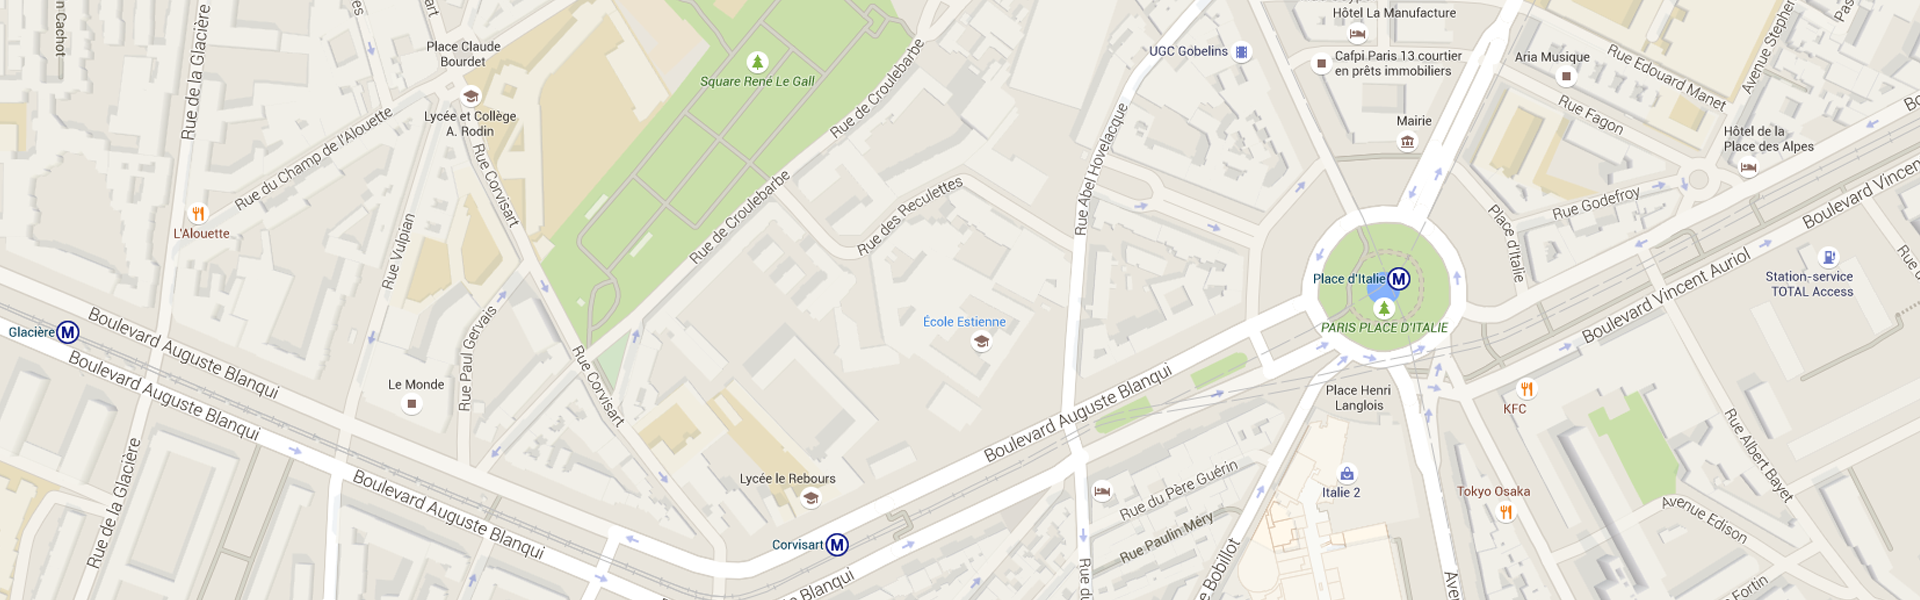 Rue de la Glacière
Place Claude
Bourdet
Lycée et Collège
A. Rodin
Rue du Champ de l'Alouette
L'Alouette
Rue Vulpian
Rue Corvisart
Square René Le Gall
Rue de Croulebarbe
Rue de Croulebarbe
Rue des Reculettes
Rue Abel Hovelacque
UGC Gobelins
Hôtel La Manufacture
Cafpi Paris 13 courtier
en prêts immobiliers
Mairie
Aria Musique
Rue Edouard Manet
Rue Fagon
Hôtel de la
Place des Alpes
Rue Godefroy
Place d'Italie
Place d'Italie
M
PARIS PLACE D'ITALIE
Boulevard Vincent Auriol
Boulevard Vincen
Station-service
TOTAL Access
Glacière
M
Boulevard Auguste Blanqui
Boulevard Auguste Blanqui
Rue Paul Gervais
Le Monde
Rue Corvisart
École Estienne
Boulevard Auguste Blanqui
Place Henri
Langlois
KFC
Rue Albert Bayet
Lycée le Rebours
Rue du Père Guérin
Rue Paulin Méry
Italie 2
Tokyo Osaka
Avenue Edison
Rue de la Glacière
Boulevard Auguste Blanqui
Corvisart
M
Blanqui
Bobillot
Fortin